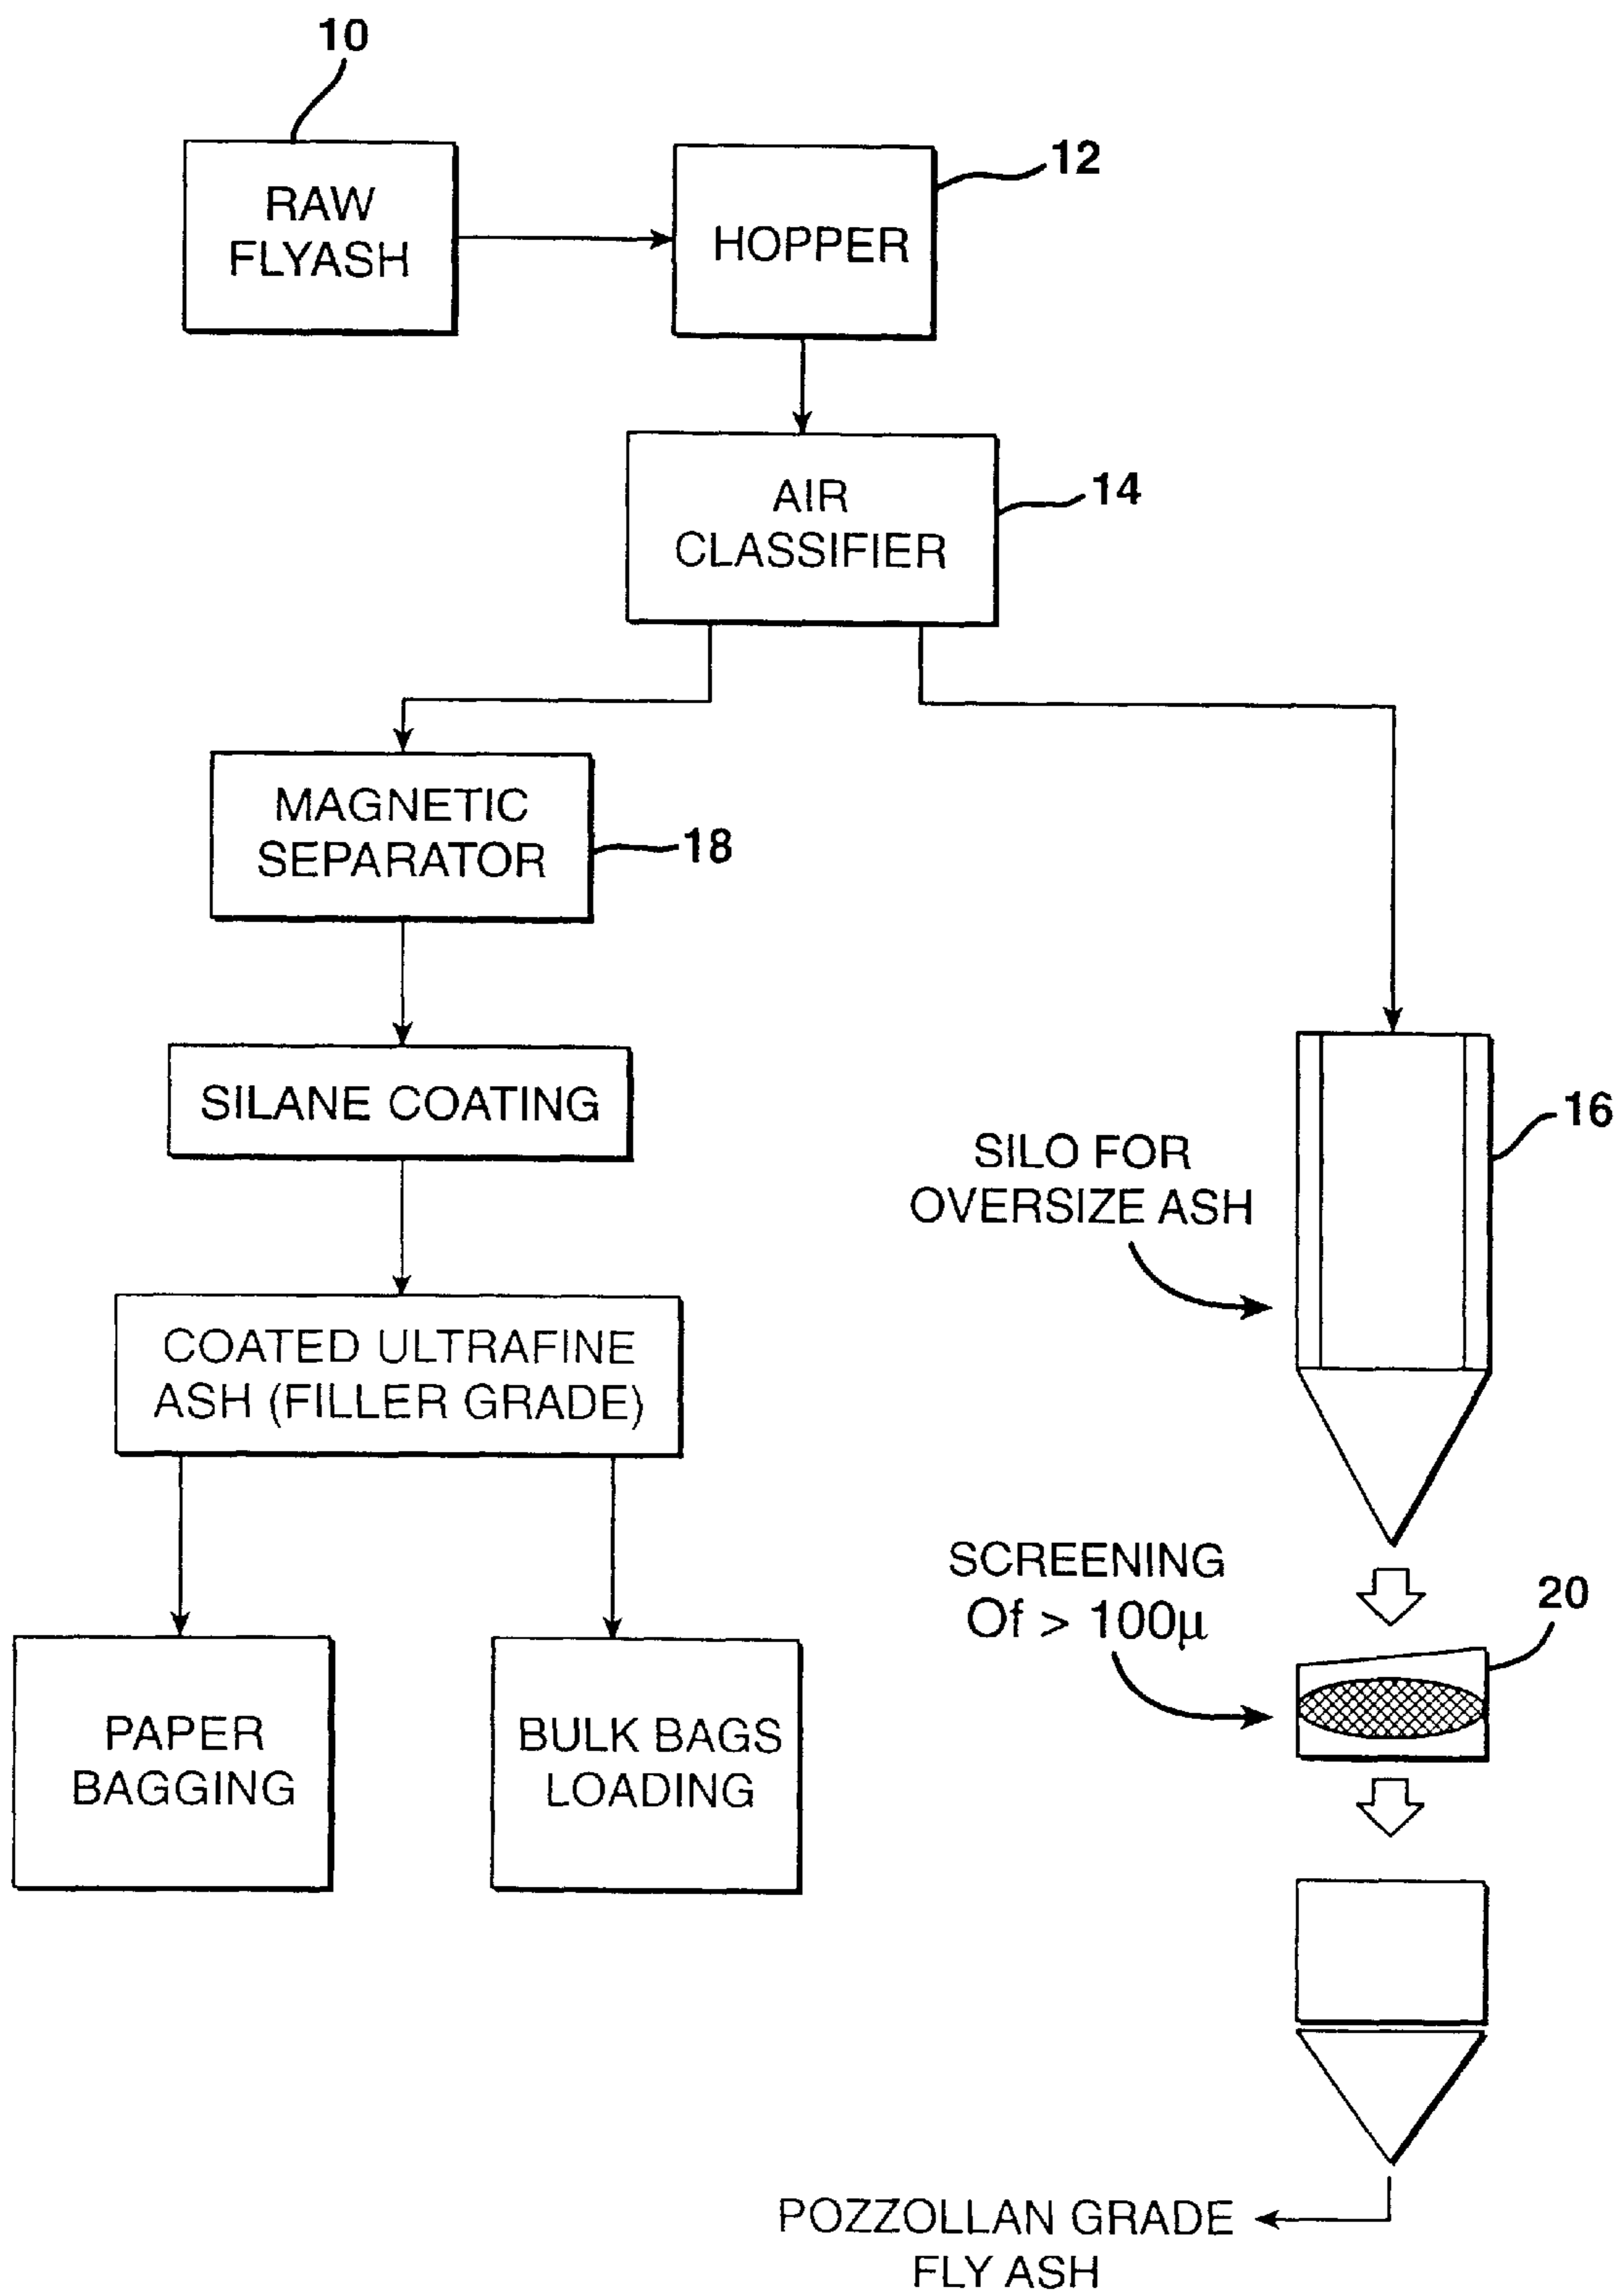 10
RAW
FLYASH
HOPPER
12
AIR
CLASSIFIER
14
MAGNETIC
SEPARATOR
18
SILANE COATING
COATED ULTRAFINE
ASH (FILLER GRADE)
PAPER
BAGGING
BULK BAGS
LOADING
SILO FOR
OVERSIZE ASH
16
SCREENING
Of > 100µ
20
POZZOLLAN GRADE
FLY ASH